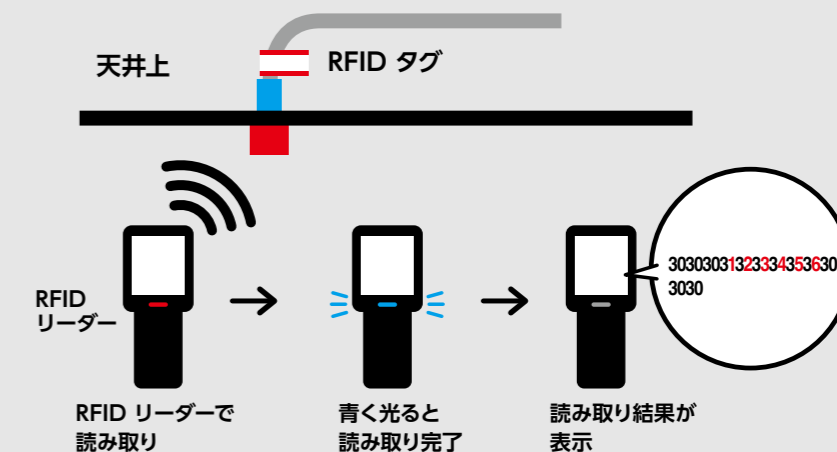 天井上
RFID タグ
30303031323334353630
3030
RFID
リーダー
RFID リーダーで
読み取り
青く光ると
読み取り完了
読み取り結果が
表示